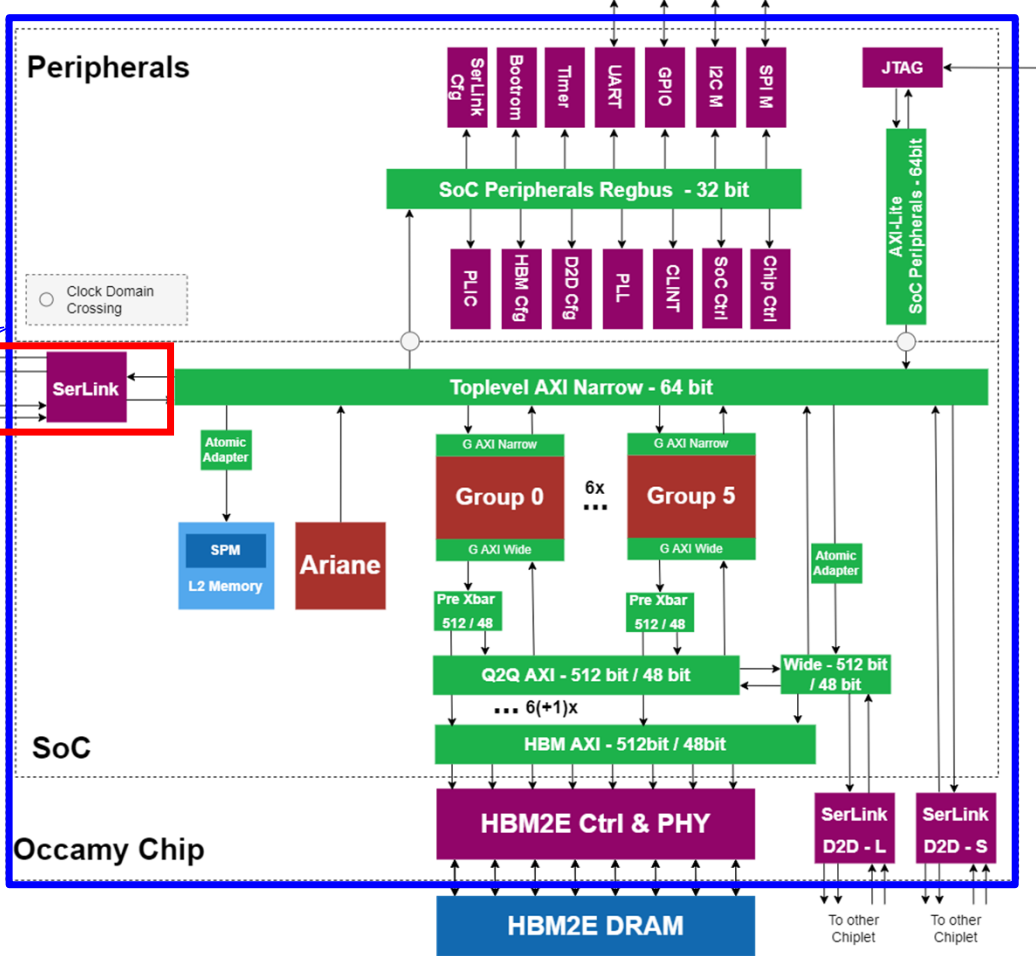 Peripherals
SerLink
Cfg
Bootrom
Timer
UART
GPIO
I2C M
SPI M
JTAG
SoC Peripherals Regbus - 32 bit
AXI-Lite
SoC Peripherals - 64bit
PLIC
HBM Cfg
D2D Cfg
PLL
CLINT
SoC Ctrl
Chip Ctrl
Clock Domain
Crossing
SerLink
Toplevel AXI Narrow - 64 bit
Atomic
Adapter
G AXI Narrow
G AXI Narrow
Group 0
6x
...
Group 5
SPM
L2 Memory
Ariane
G AXI Wide
G AXI Wide
Atomic
Adapter
Pre Xbar
512 / 48
Pre Xbar
512 / 48
Q2Q AXI - 512 bit / 48 bit
Wide - 512 bit
/ 48 bit
... 6(+1)x
SoC
HBM AXI - 512bit / 48bit
Occamy Chip
HBM2E Ctrl & PHY
SerLink
D2D - L
SerLink
D2D - S
HBM2E DRAM
To other
Chiplet
To other
Chiplet